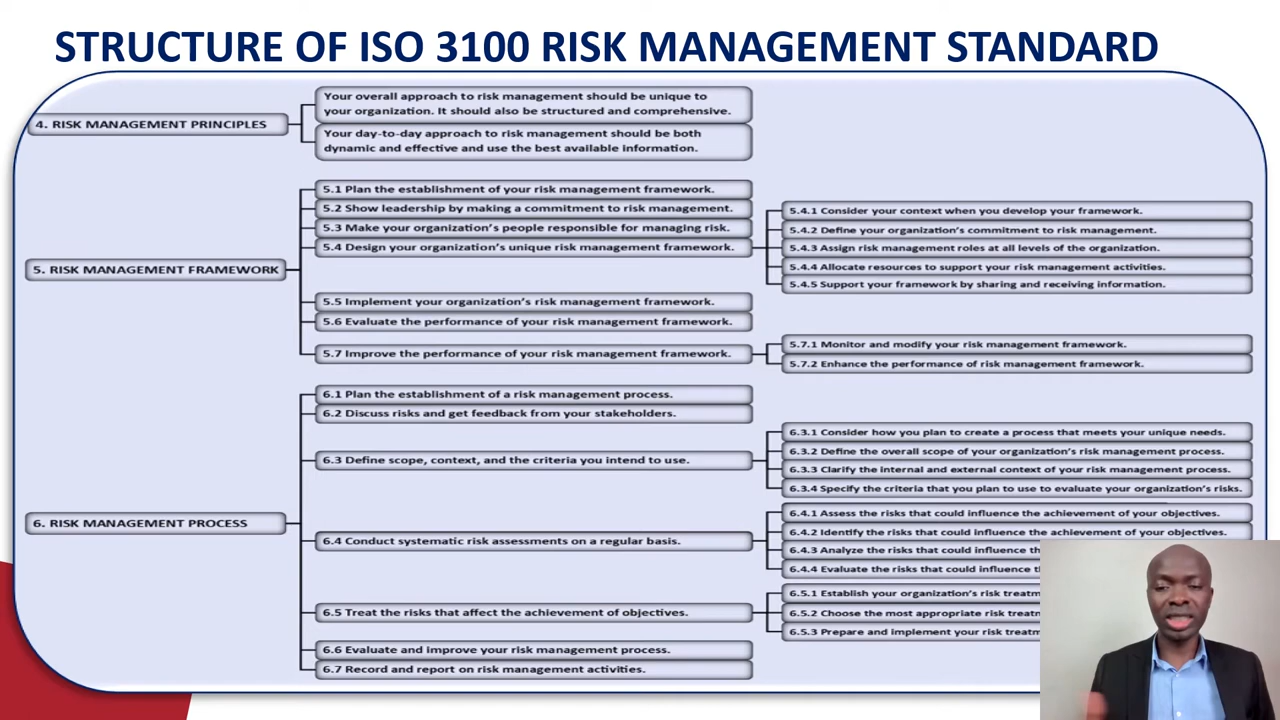 STRUCTURE OF ISO 3100 RISK MANAGEMENT STANDARD
4. RISK MANAGEMENT PRINCIPLES
Your overall approach to risk management should be unique to
your organization. It should also be structured and comprehensive.
Your day-to-day approach to risk management should be both
dynamic and effective and use the best available information.
5. RISK MANAGEMENT FRAMEWORK
5.1 Plan the establishment of your risk management framework.
5.2 Show leadership by making a commitment to risk management.
5.3 Make your organization's people responsible for managing risk.
5.4 Design your organization's unique risk management framework.
5.4.1 Consider your context when you develop your framework.
5.4.2 Define your organization's commitment to risk management.
5.4.3 Assign risk management roles at all levels of the organization.
5.4.4 Allocate resources to support your risk management activities.
5.4.5 Support your framework by sharing and receiving information.
5.5 Implement your organization's risk management framework.
5.6 Evaluate the performance of your risk management framework.
5.7 Improve the performance of your risk management framework.
5.7.1 Monitor and modify your risk management framework.
5.7.2 Enhance the performance of risk management framework.
6. RISK MANAGEMENT PROCESS
6.1 Plan the establishment of a risk management process.
6.2 Discuss risks and get feedback from your stakeholders.
6.3 Define scope, context, and the criteria you intend to use.
6.3.1 Consider how you plan to create a process that meets your unique needs.
6.3.2 Define the overall scope of your organization's risk management process.
6.3.3 Clarify the internal and external context of your risk management process.
6.3.4 Specify the criteria that you plan to use to evaluate your organization's risks.
6.4 Conduct systematic risk assessments on a regular basis.
6.4.1 Assess the risks that could influence the achievement of your objectives.
6.4.2 Identify the risks that could influence the achievement of your objectives.
6.4.3 Analyze the risks that could influence
6.4.4 Evaluate the risks that could influence
6.5 Treat the risks that affect the achievement of objectives.
6.5.1 Establish your organization's risk
6.5.2 Choose the most appropriate risk
6.5.3 Prepare and implement your risk
6.6 Evaluate and improve your risk management process.
6.7 Record and report on risk management activities.